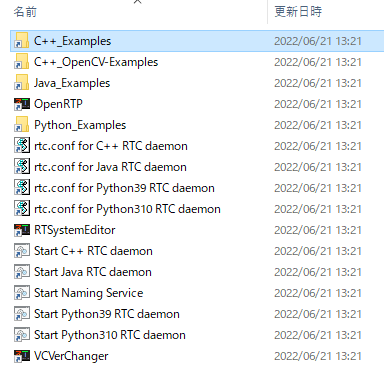 名前 更新日時
C++_Examples 2022/06/21 13:21
C++_OpenCV-Examples 2022/06/21 13:21
Java_Examples 2022/06/21 13:21
OpenRTP 2022/06/21 13:21
Python_Examples 2022/06/21 13:21
rtc.conf for C++ RTC daemon 2022/06/21 13:21
rtc.conf for Java RTC daemon 2022/06/21 13:21
rtc.conf for Python39 RTC daemon 2022/06/21 13:21
rtc.conf for Python310 RTC daemon 2022/06/21 13:21
RTSystemEditor 2022/06/21 13:21
Start C++ RTC daemon 2022/06/21 13:21
Start Java RTC daemon 2022/06/21 13:21
Start Naming Service 2022/06/21 13:21
Start Python39 RTC daemon 2022/06/21 13:21
Start Python310 RTC daemon 2022/06/21 13:21
VCVerChanger 2022/06/21 13:21